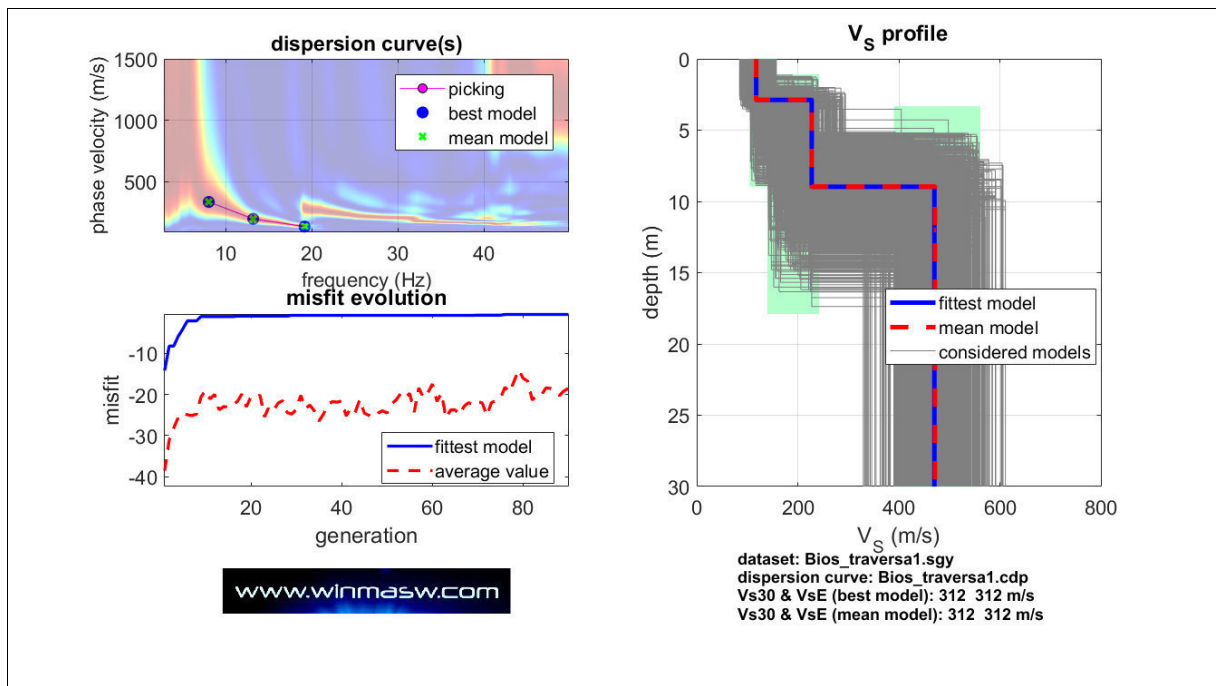 dispersion curve(s)
1500
1000
500
phase velocity (m/s)
picking
best model
mean model
10 20 30 40
frequency (Hz)
misfit evolution
-10
-20
-30
-40
misfit
fittest model
average value
20 40 60 80
generation
www.winmasw.com
VS profile
0
5
10
15
20
25
30
depth (m)
fittest model
mean model
considered models
0 200 400 600 800
VS (m/s)
dataset: Bios_traversa1.sgy
dispersion curve: Bios_traversa1.cdp
Vs30 & VsE (best model): 312 312 m/s
Vs30 & VsE (mean model): 312 312 m/s